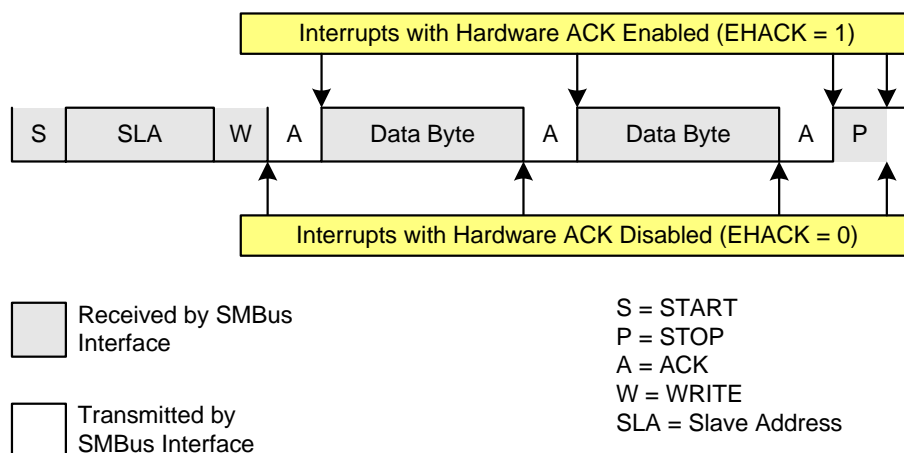 Interrupts with Hardware ACK Enabled (EHACK = 1)
S SLA W A Data Byte A Data Byte A P
Interrupts with Hardware ACK Disabled (EHACK = 0)
Received by SMBus
Interface
Transmitted by
SMBus Interface
S = START
P = STOP
A = ACK
W = WRITE
SLA = Slave Address